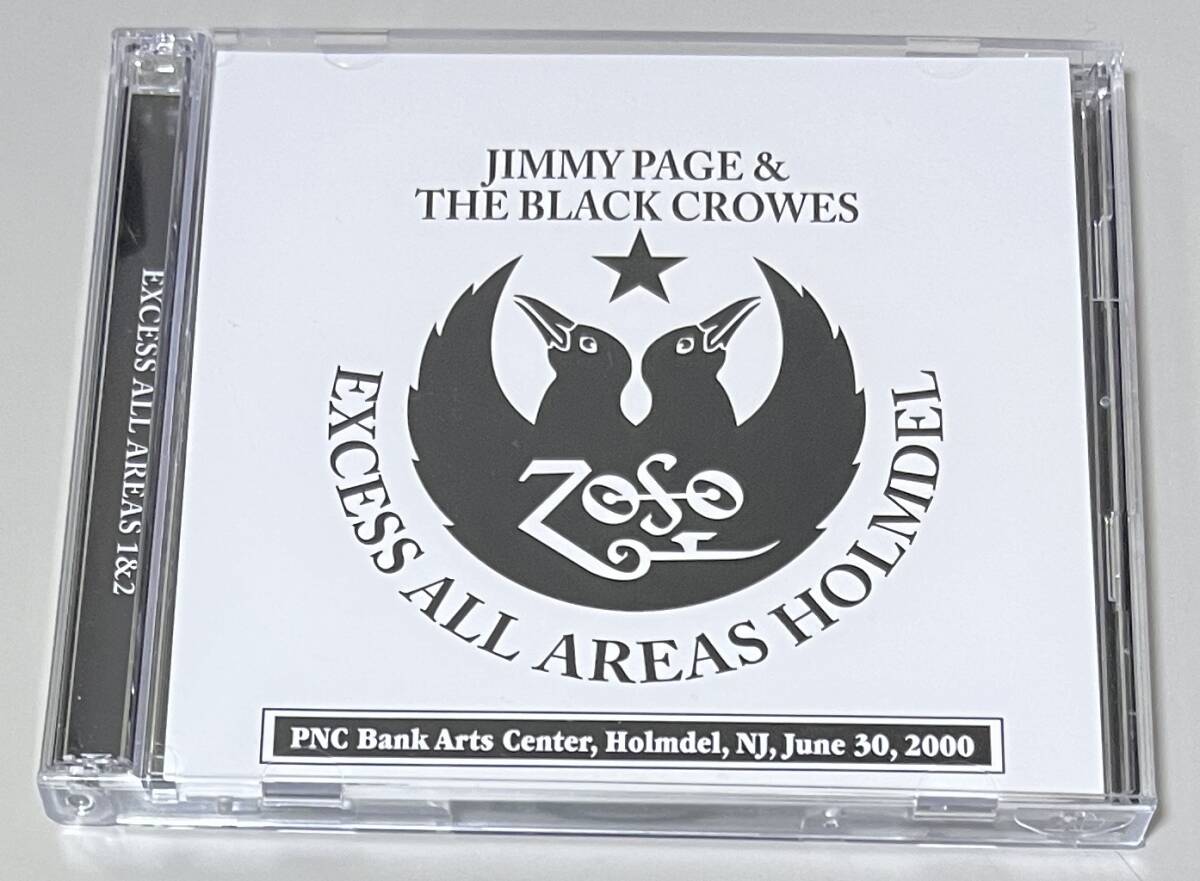 JIMMY PAGE &
THE BLACK CROWES
ZOSO
EXCESS ALL AREAS HOLMDEL
PNC Bank Arts Center, Holmdel, NJ, June 30, 2000
EXCESS ALL AREAS 1&2